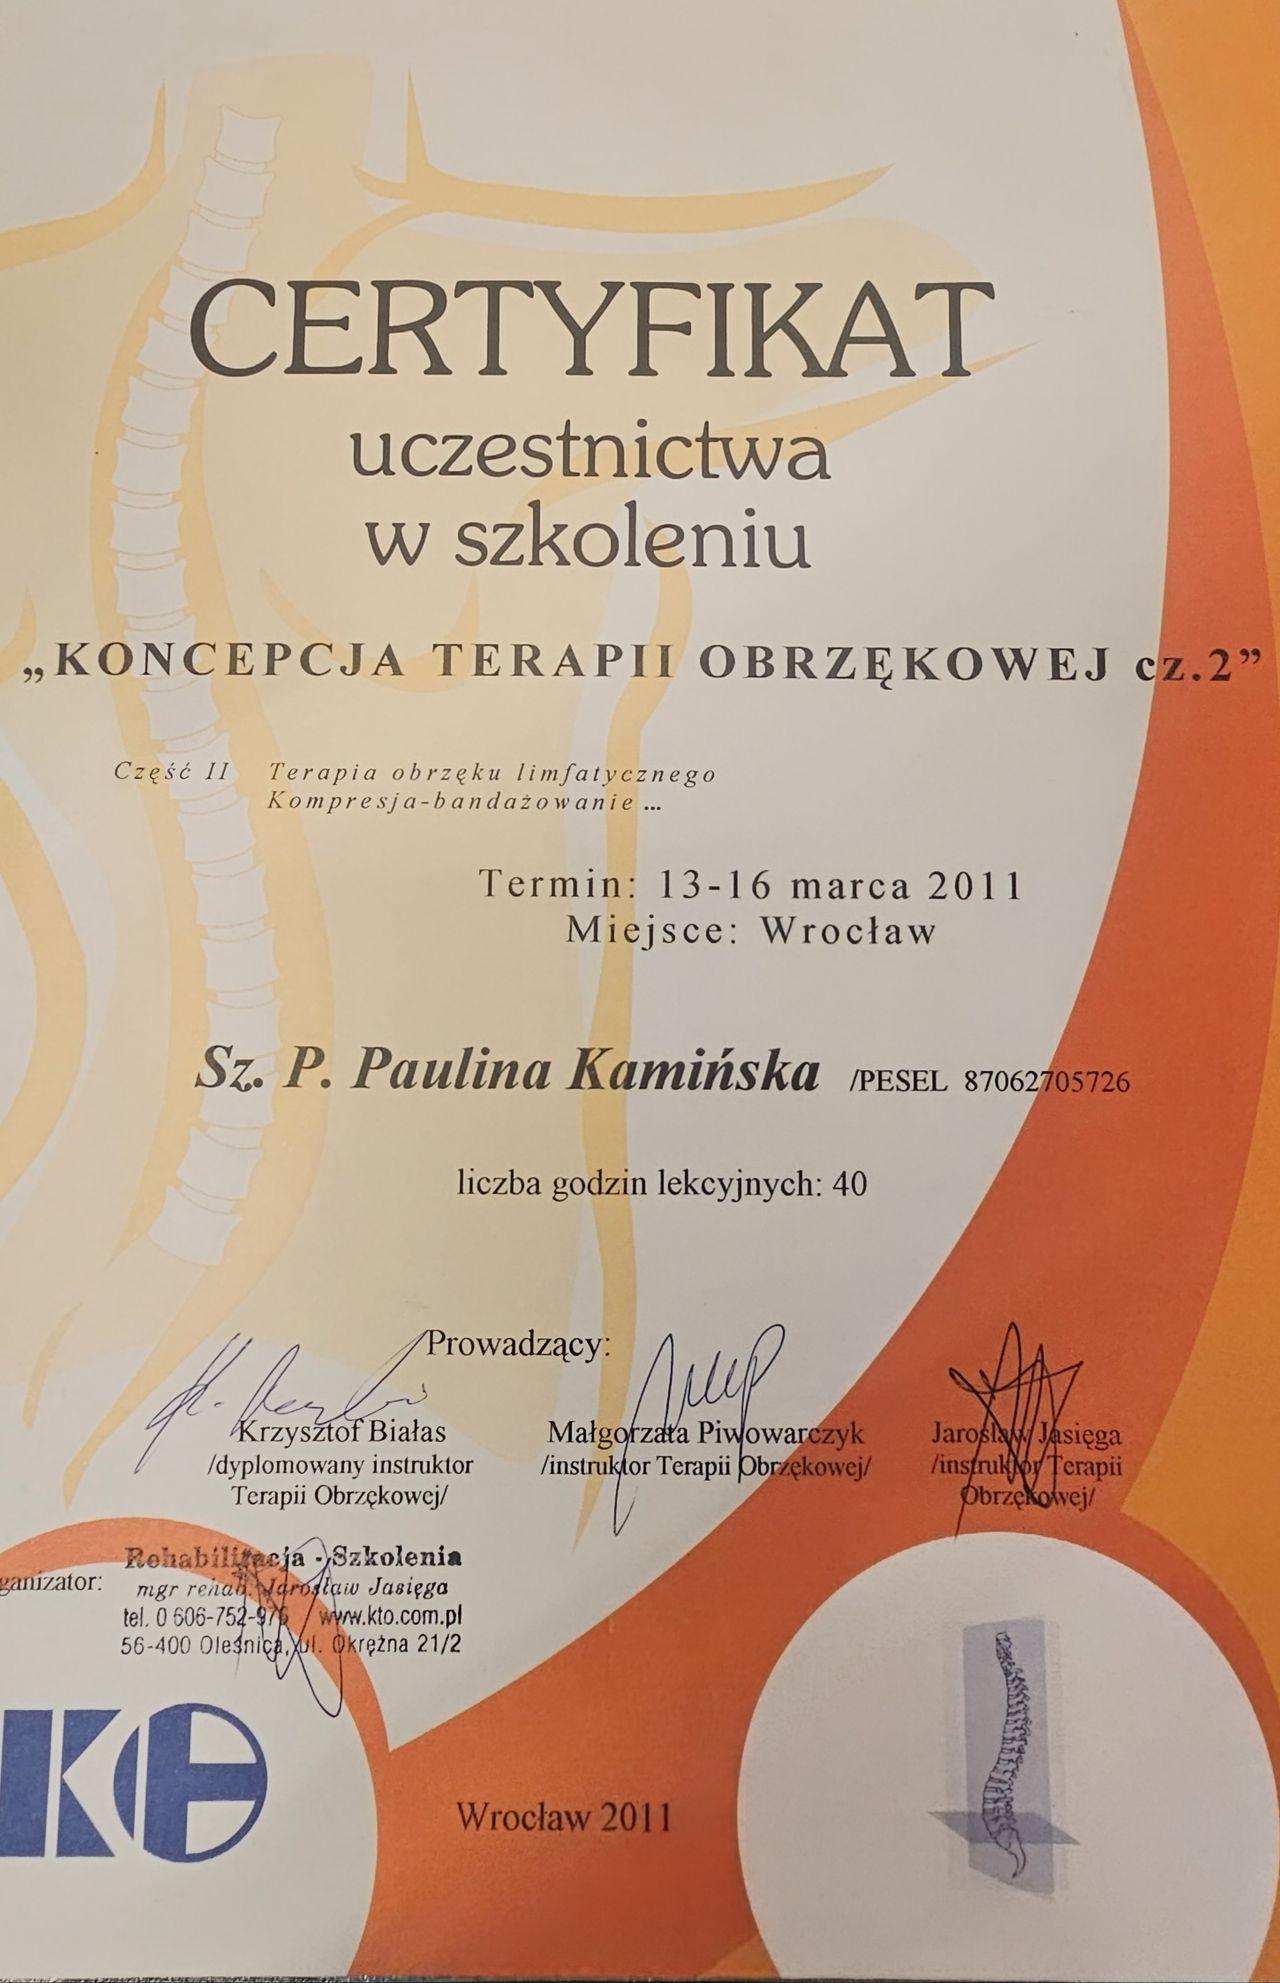 CERTYFIKAT
uczestnictwa
w szkoleniu
„KONCEPCJA TERAPII OBRZĘKOWEJ cz.2”
Część II Terapia obrzęku limfatycznego
Kompresja-bandażowanie ...
Termin: 13-16 marca 2011
Miejsce: Wrocław
Sz. P. Paulina Kamińska /PESEL 87062705726
liczba godzin lekcyjnych: 40
Prowadzący:
Krzysztof Białas Małgorzata Piwowarczyk Jarosław Jasięga
/dyplomowany instruktor /instruktor Terapii Obrzękowej/ /instruktor Terapii
Terapii Obrzękowej/ Obrzękowej/
Rehabilitacja - Szkolenia
ganizator: mgr rehab. Jarosław Jasięga
tel. 0 606-752-976 / www.kto.com.pl
56-400 Oleśnica, ul. Okrężna 21/2
Wrocław 2011